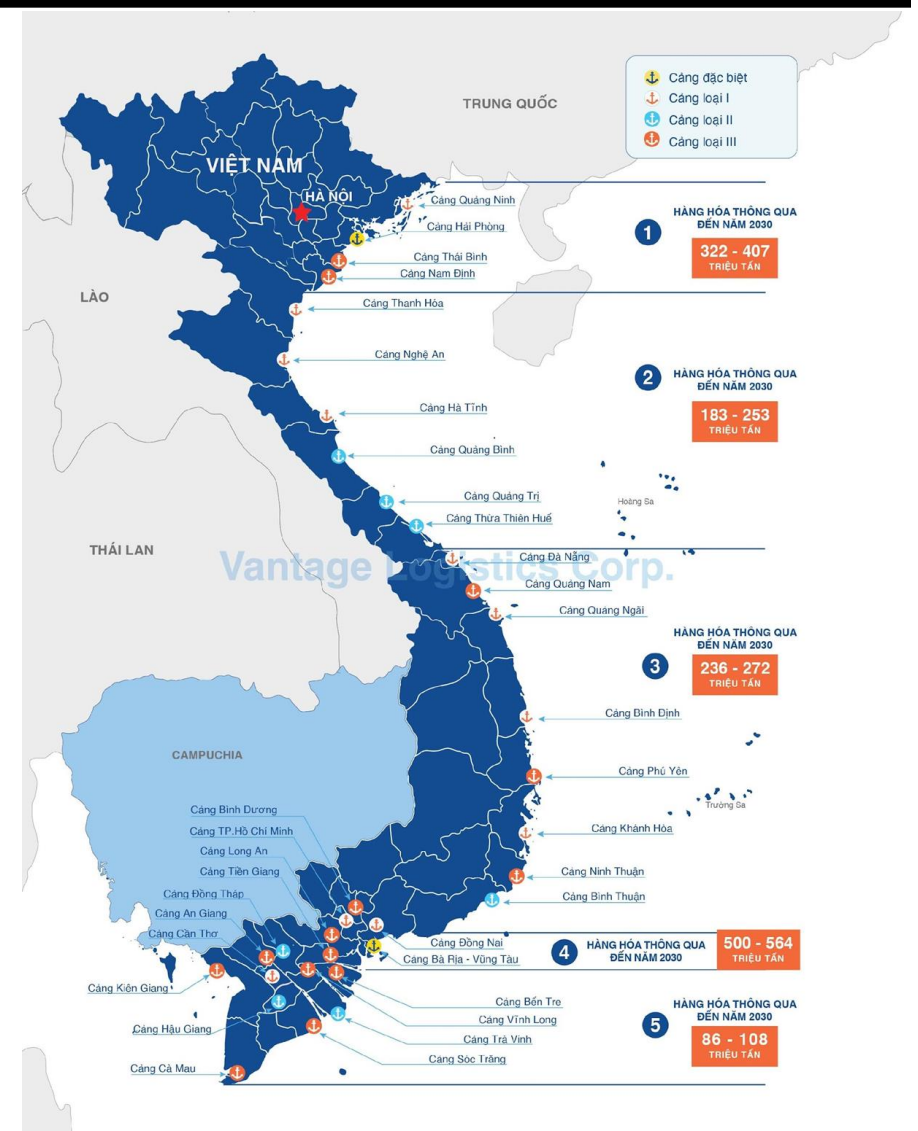 Cảng đặc biệt
Cảng loại I
Cảng loại II
Cảng loại III
TRUNG QUỐC
VIỆT NAM
HÀ NỘI
Cảng Quảng Ninh
Cảng Hải Phòng
Cảng Thái Bình
Cảng Nam Định
1
HÀNG HÓA THÔNG QUA
ĐẾN NĂM 2030
322 - 407
TRIỆU TẤN
LÀO
Cảng Thanh Hóa
Cảng Nghệ An
Cảng Hà Tĩnh
Cảng Quảng Bình
Cảng Quảng Trị
Cảng Thừa Thiên Huế
2
HÀNG HÓA THÔNG QUA
ĐẾN NĂM 2030
183 - 253
TRIỆU TẤN
Hoàng Sa
THÁI LAN
Vantage Logistics Corp.
Cảng Đà Nẵng
Cảng Quảng Nam
Cảng Quảng Ngãi
3
HÀNG HÓA THÔNG QUA
ĐẾN NĂM 2030
236 - 272
TRIỆU TẤN
Cảng Bình Định
Cảng Phú Yên
Trường Sa
Cảng Khánh Hòa
Cảng Ninh Thuận
Cảng Bình Thuận
CAMPUCHIA
Cảng Bình Dương
Cảng TP.Hồ Chí Minh
Cảng Long An
Cảng Tiền Giang
Cảng Đồng Tháp
Cảng An Giang
Cảng Cần Thơ
Cảng Đồng Nai
Cảng Bà Rịa - Vũng Tàu
4
HÀNG HÓA THÔNG QUA
ĐẾN NĂM 2030
500 - 564
TRIỆU TẤN
Cảng Kiên Giang
Cảng Hậu Giang
Cảng Cà Mau
Cảng Bến Tre
Cảng Vĩnh Long
Cảng Trà Vinh
Cảng Sóc Trăng
5
HÀNG HÓA THÔNG QUA
ĐẾN NĂM 2030
86 - 108
TRIỆU TẤN